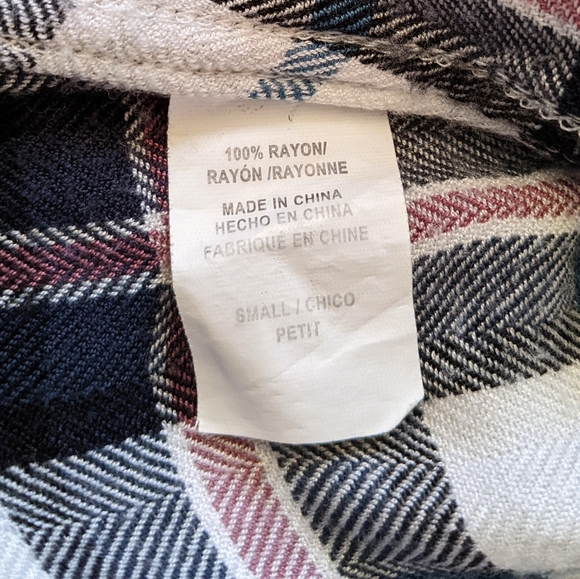 100% RAYON/
RAYÓN /RAYONNE
MADE IN CHINA
HECHO EN CHINA
FABRIQUÉ EN CHINE
SMALL / CHICO
PETIT